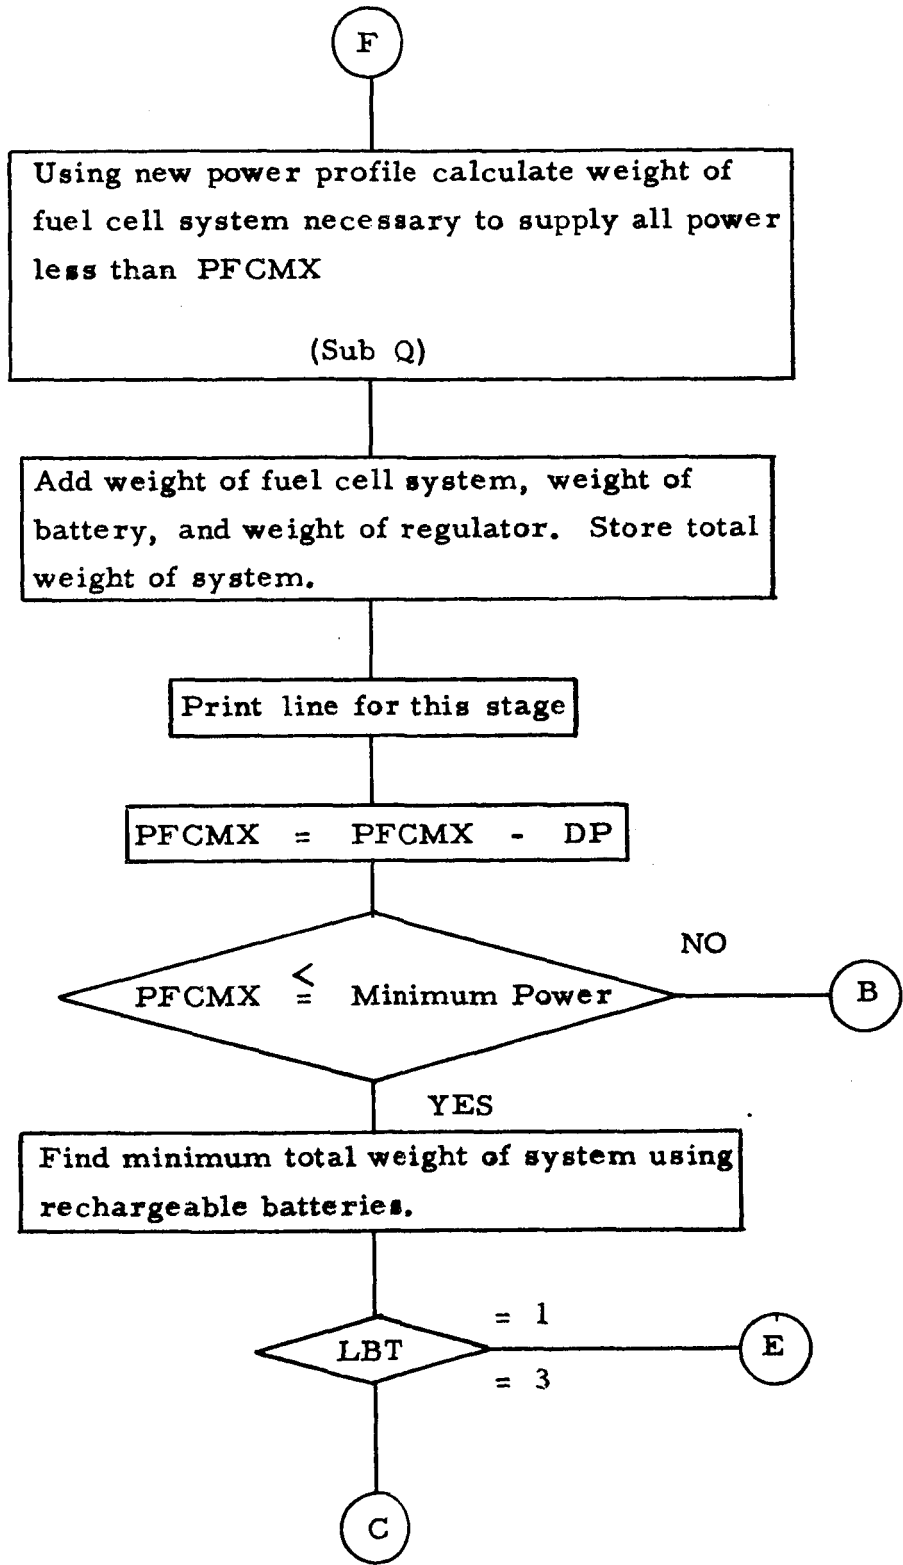 F
Using new power profile calculate weight of
fuel cell system necessary to supply all power
less than PFCMX
(Sub Q)
Add weight of fuel cell system, weight of
battery, and weight of regulator. Store total
weight of system.
Print line for this stage
PFCMX = PFCMX - DP
NO
PFCMX ≤ Minimum Power
B
YES
Find minimum total weight of system using
rechargeable batteries.
= 1
LBT
E
= 3
C